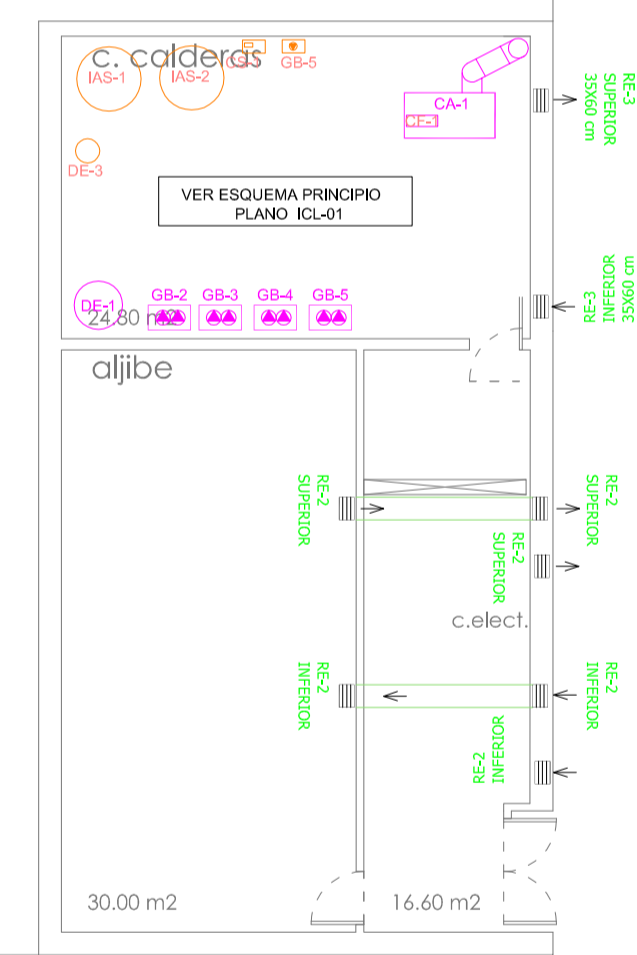 c. calderas
IAS-1
IAS-2
GB-5
CA-1
CE-1
DE-3
VER ESQUEMA PRINCIPIO
PLANO ICL-01
DE-1
GB-2
GB-3
GB-4
GB-5
24.80 m2
RE-3
SUPERIOR
35X60 cm
RE-3
INFERIOR
35X60 cm
aljibe
RE-2
SUPERIOR
RE-2
SUPERIOR
RE-2
SUPERIOR
c.elect.
RE-2
INFERIOR
RE-2
INFERIOR
RE-2
INFERIOR
30.00 m2
16.60 m2